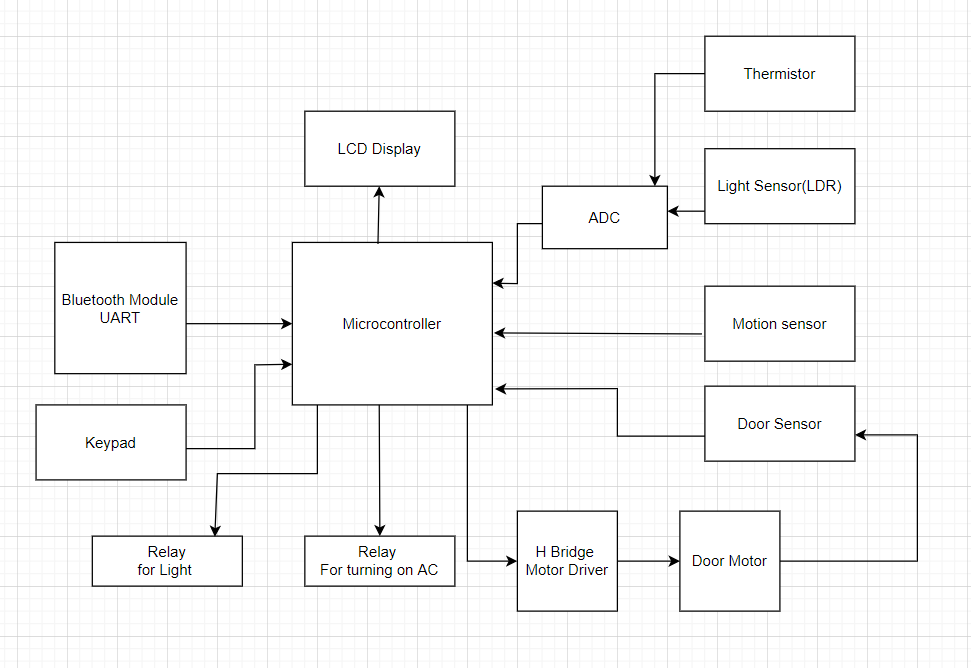 Thermistor
LCD Display
Light Sensor(LDR)
ADC
Bluetooth Module
UART
Microcontroller
Motion sensor
Door Sensor
Keypad
Relay
for Light
Relay
For turning on AC
H Bridge
Motor Driver
Door Motor